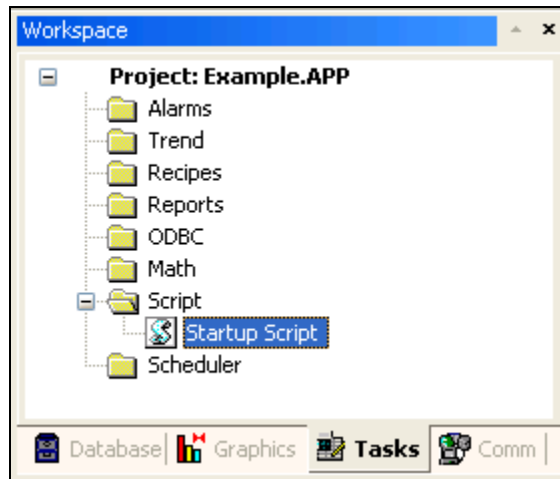 Workspace
Project: Example.APP
Alarms
Trend
Recipes
Reports
ODBC
Math
Script
Startup Script
Scheduler
Database Graphics Tasks Comm